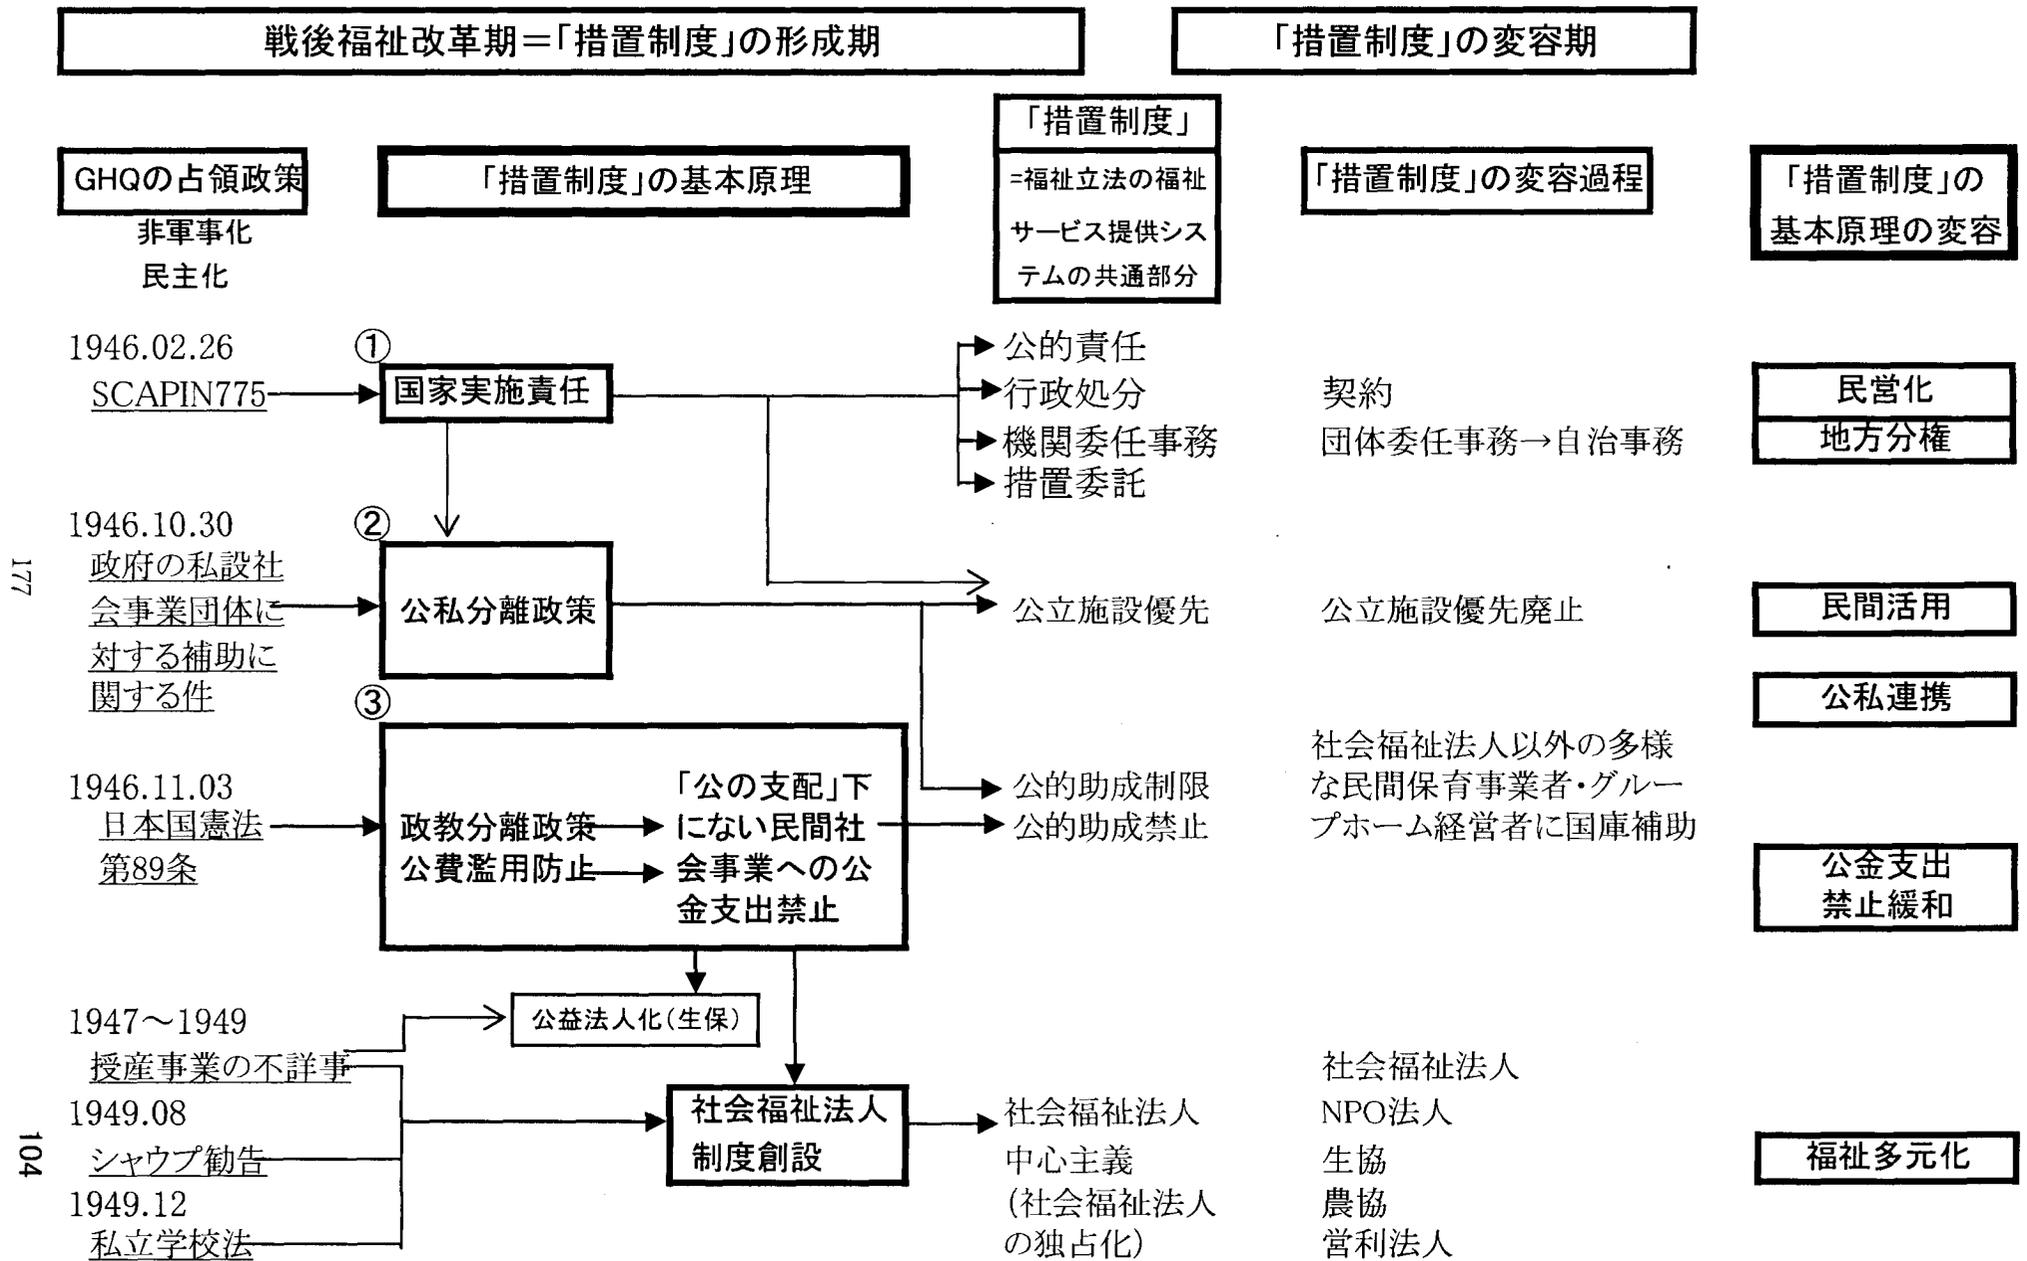 戦後福祉改革期＝「措置制度」の形成期
「措置制度」の変容期
「措置制度」
=福祉立法の福祉
サービス提供シス
テムの共通部分
GHQの占領政策
非軍事化
民主化
「措置制度」の基本原理
「措置制度」の変容過程
「措置制度」の
基本原理の変容
1946.02.26
SCAPIN775
①
国家実施責任
公的責任
行政処分
機関委任事務
措置委託
契約
団体委任事務→自治事務
民営化
地方分権
1946.10.30
政府の私設社
会事業団体に
対する補助に
関する件
②
公私分離政策
公立施設優先
公立施設優先廃止
民間活用
公私連携
③
1946.11.03
日本国憲法
第89条
政教分離政策
公費濫用防止
「公の支配」下
にない民間社
会事業への公
金支出禁止
公的助成制限
公的助成禁止
社会福祉法人以外の多様
な民間保育事業者・グルー
プホーム経営者に国庫補助
公金支出
禁止緩和
1947～1949
授産事業の不詳事
1949.08
シャウプ勧告
1949.12
私立学校法
公益法人化（生保）
社会福祉法人
制度創設
社会福祉法人
中心主義
（社会福祉法人
の独占化）
社会福祉法人
NPO法人
生協
農協
営利法人
福祉多元化
177
104